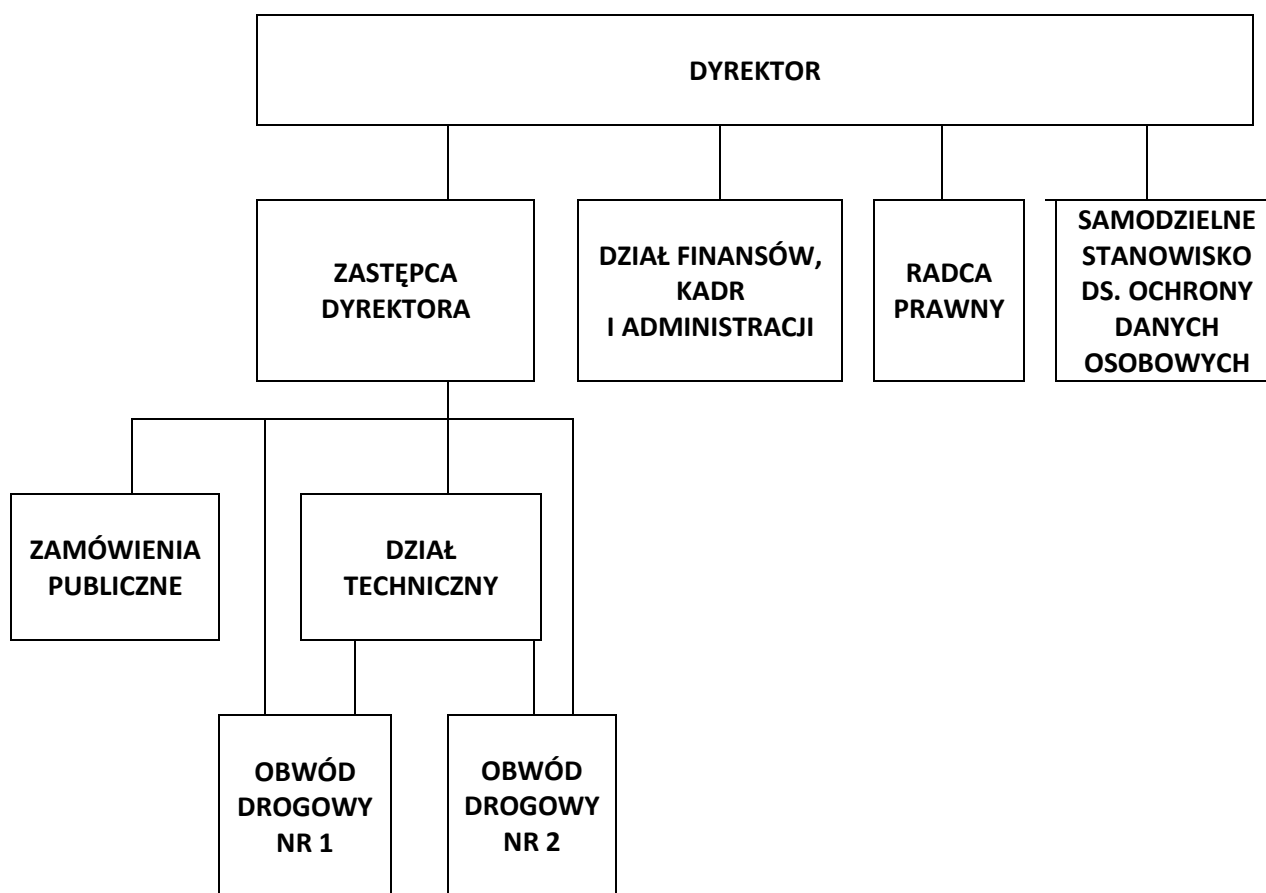 DYREKTOR
ZASTĘPCA
DYREKTORA
DZIAŁ FINANSÓW,
KADR
I ADMINISTRACJI
RADCA
PRAWNY
SAMODZIELNE
STANOWISKO
DS. OCHRONY
DANYCH
OSOBOWYCH
ZAMÓWIENIA
PUBLICZNE
DZIAŁ
TECHNICZNY
OBWÓD
DROGOWY
NR 1
OBWÓD
DROGOWY
NR 2